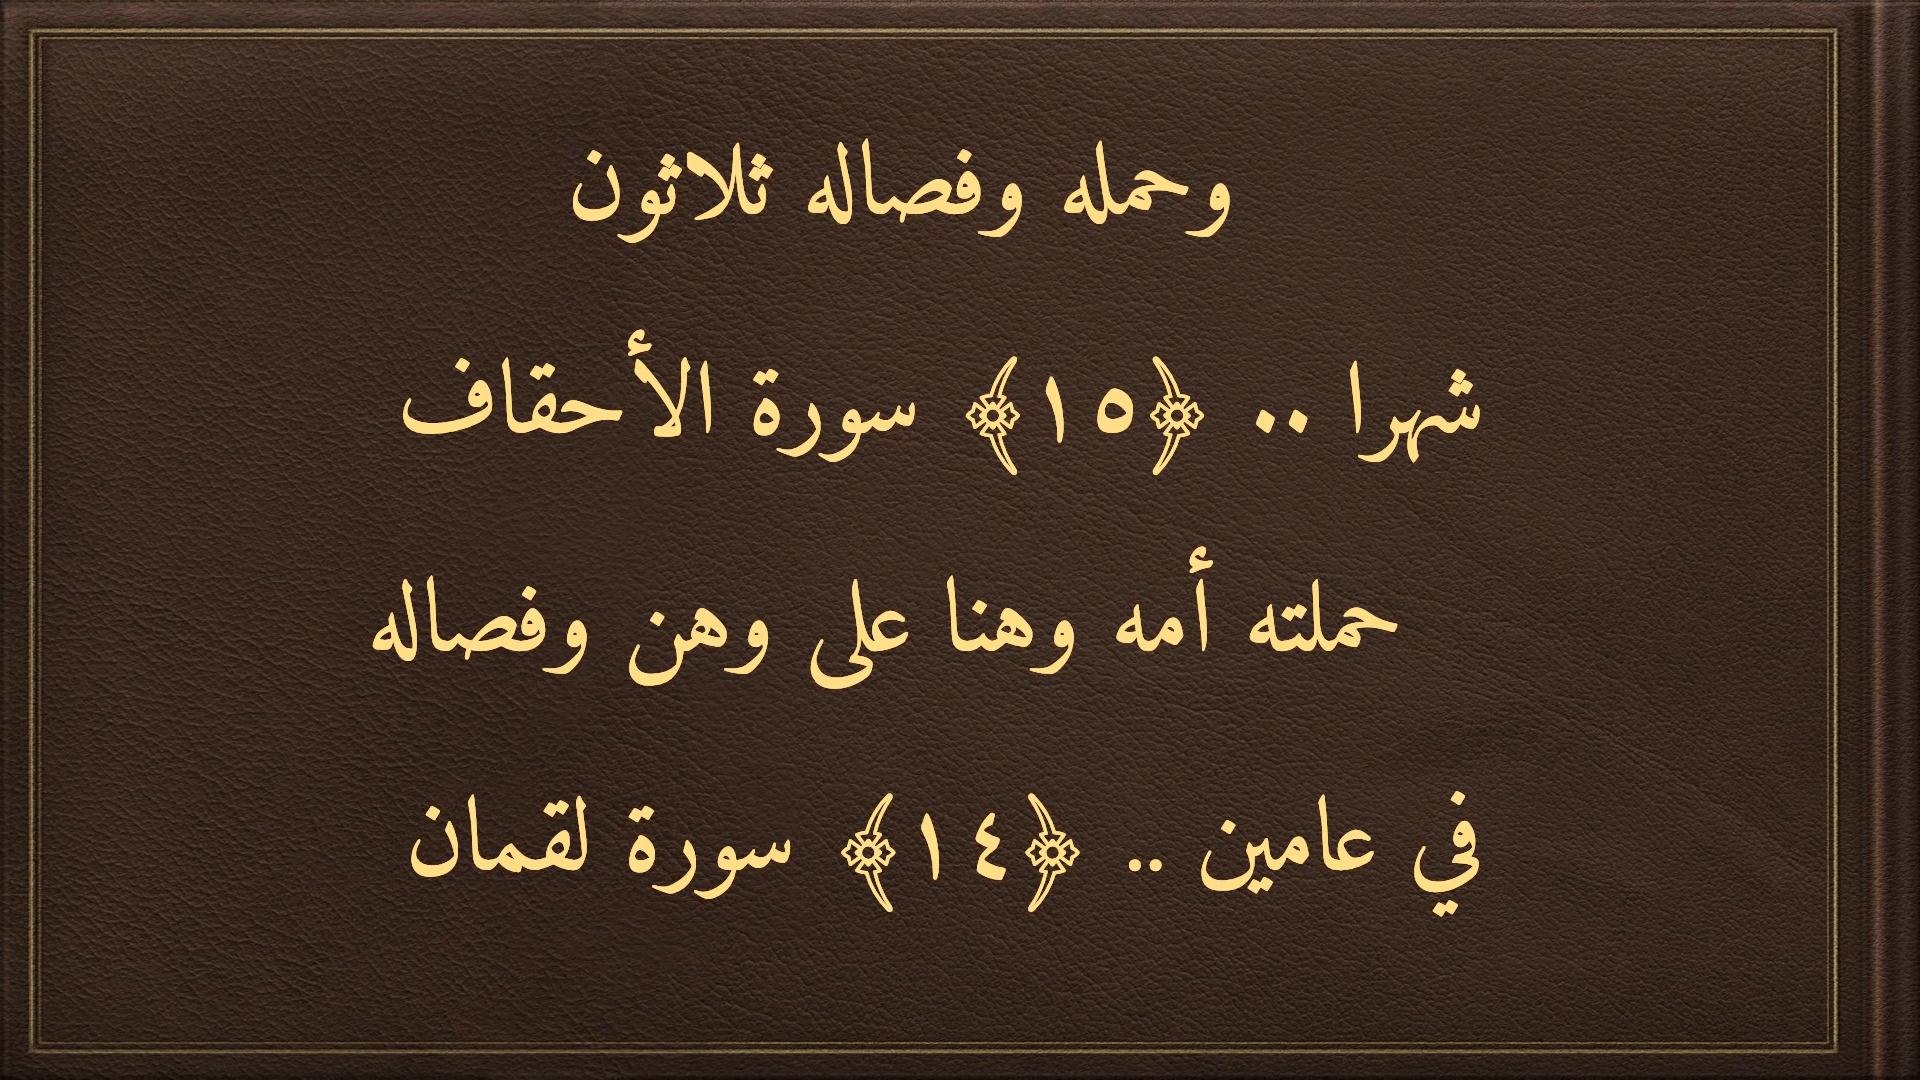 وحمله وفصاله ثلاثون
شهرا .. ﴿١٥﴾ سورة الأحقاف
حملته أمه وهنا على وهن وفصاله
في عامين .. ﴿١٤﴾ سورة لقمان